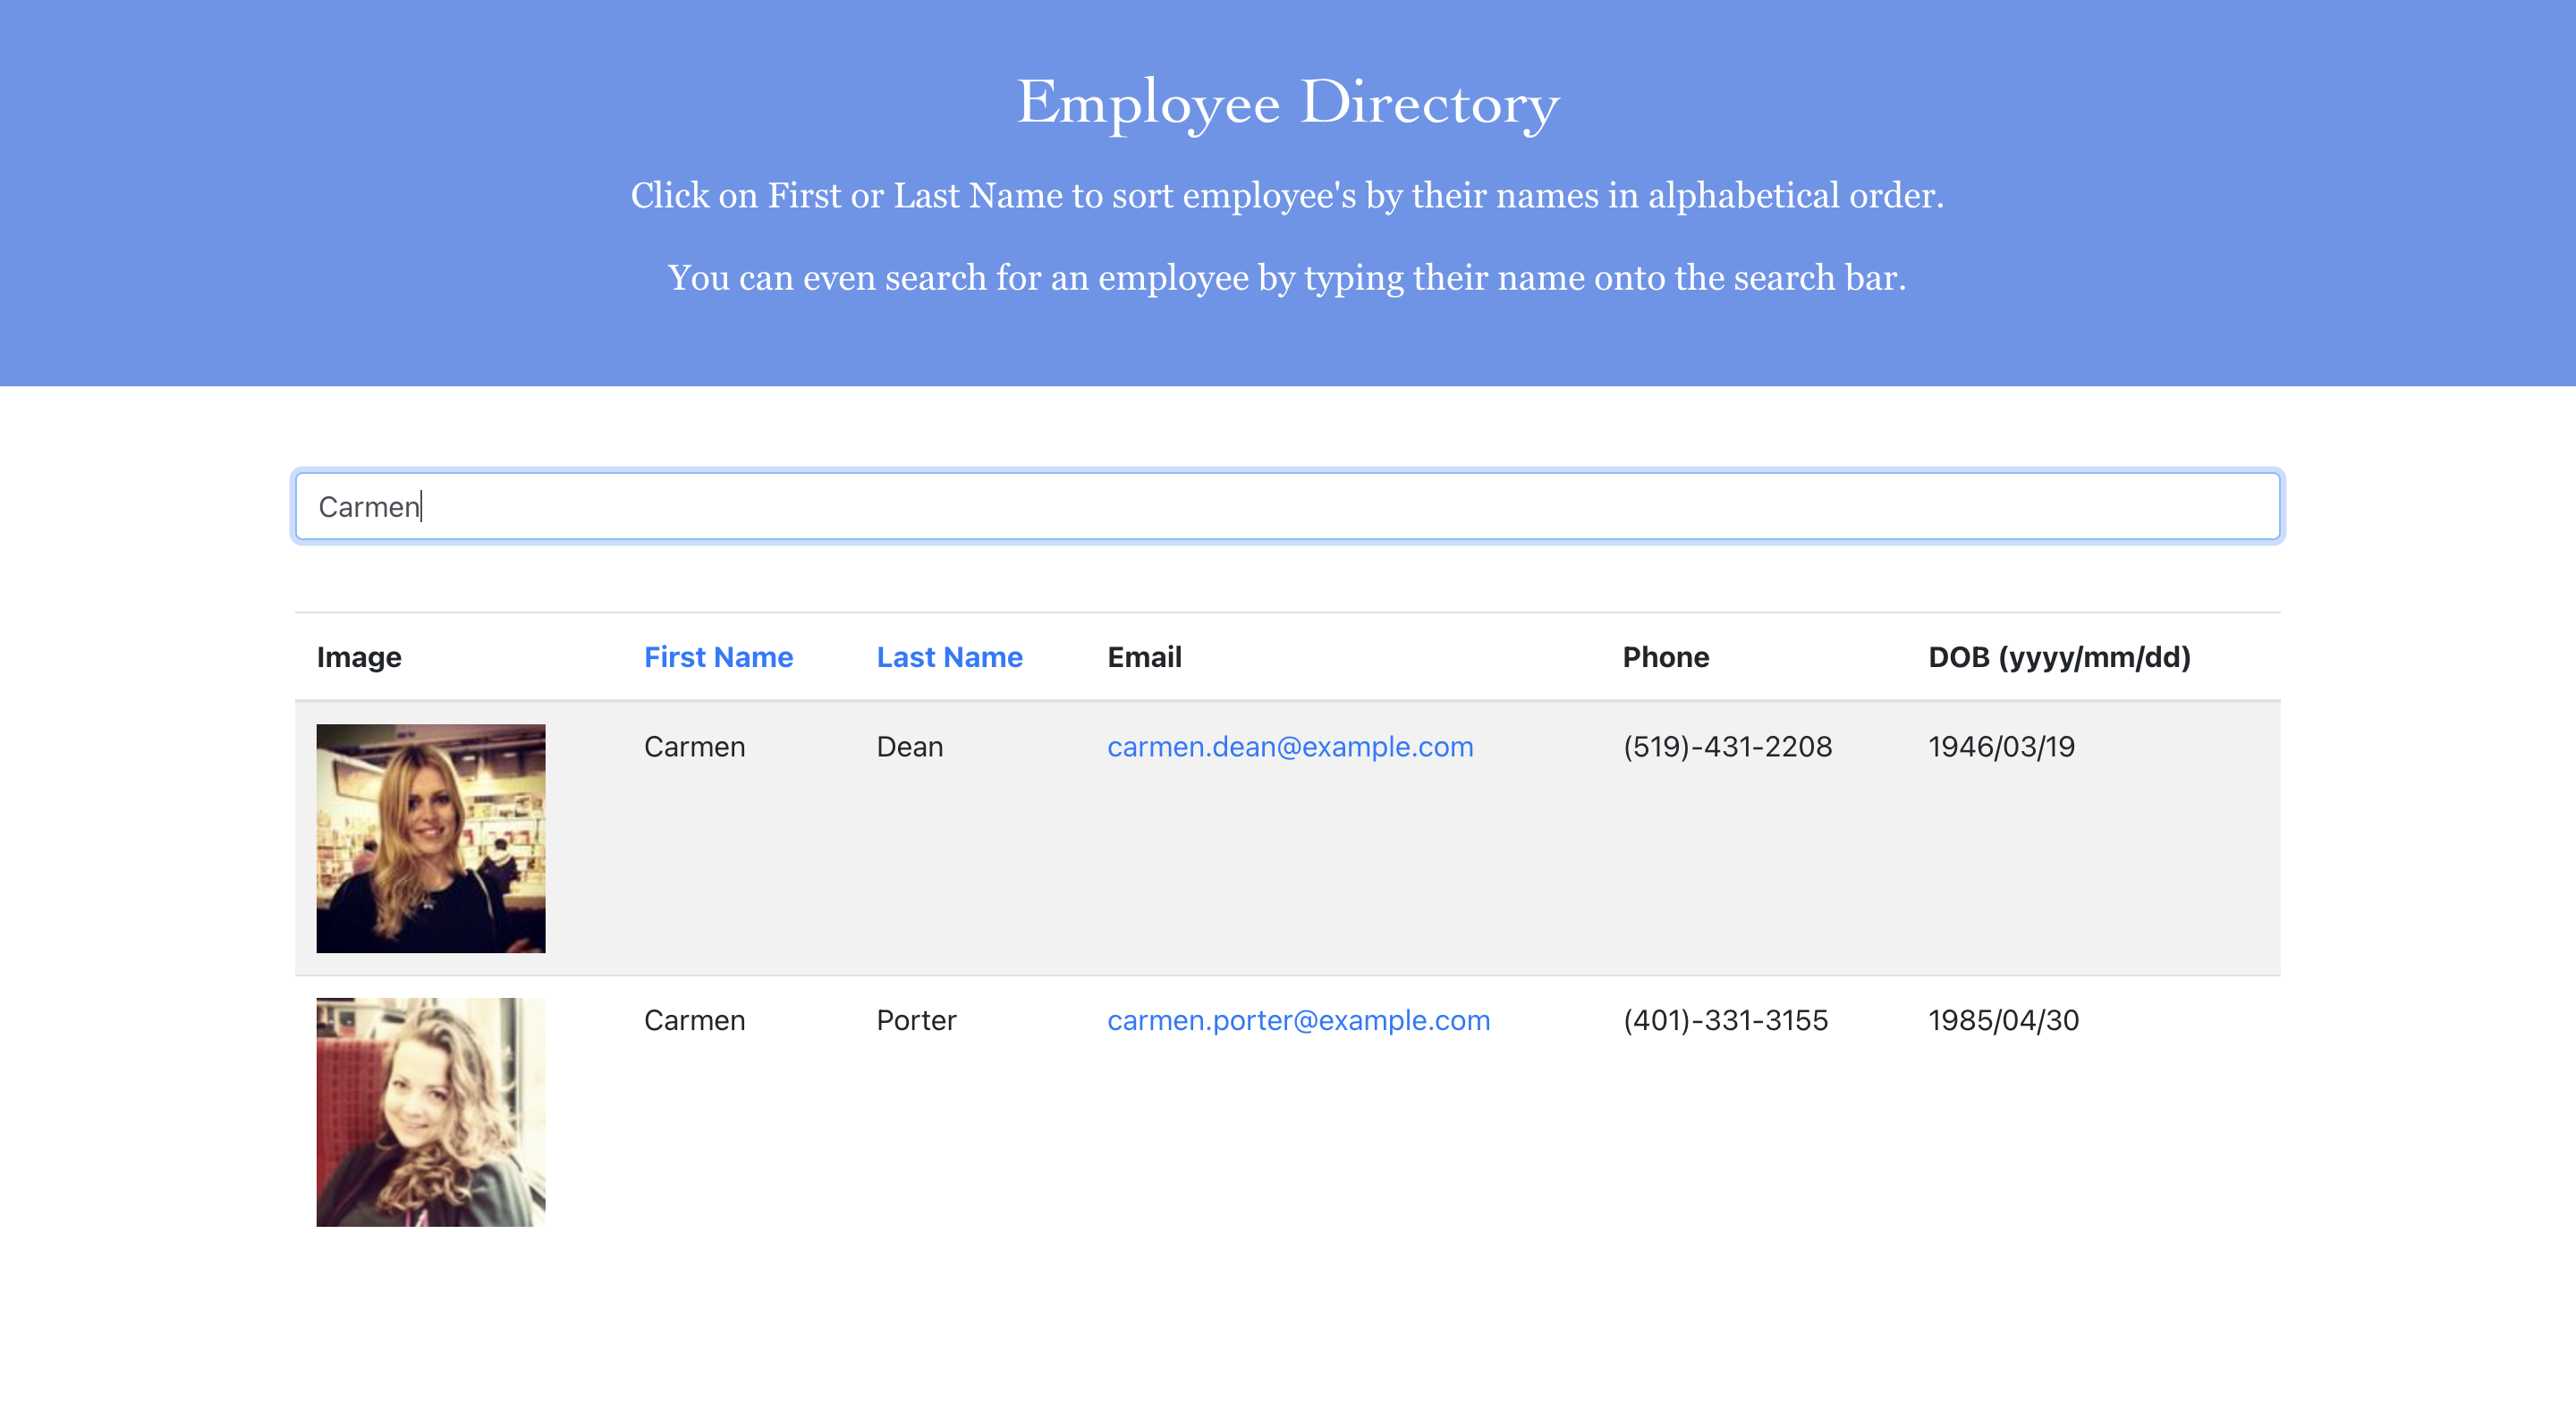 Employee Directory
Click on First or Last Name to sort employee's by their names in alphabetical order.
You can even search for an employee by typing their name onto the search bar.
Carmen
Image First Name Last Name Email Phone DOB (yyyy/mm/dd)
Carmen Dean carmen.dean@example.com (519)-431-2208 1946/03/19
Carmen Porter carmen.porter@example.com (401)-331-3155 1985/04/30